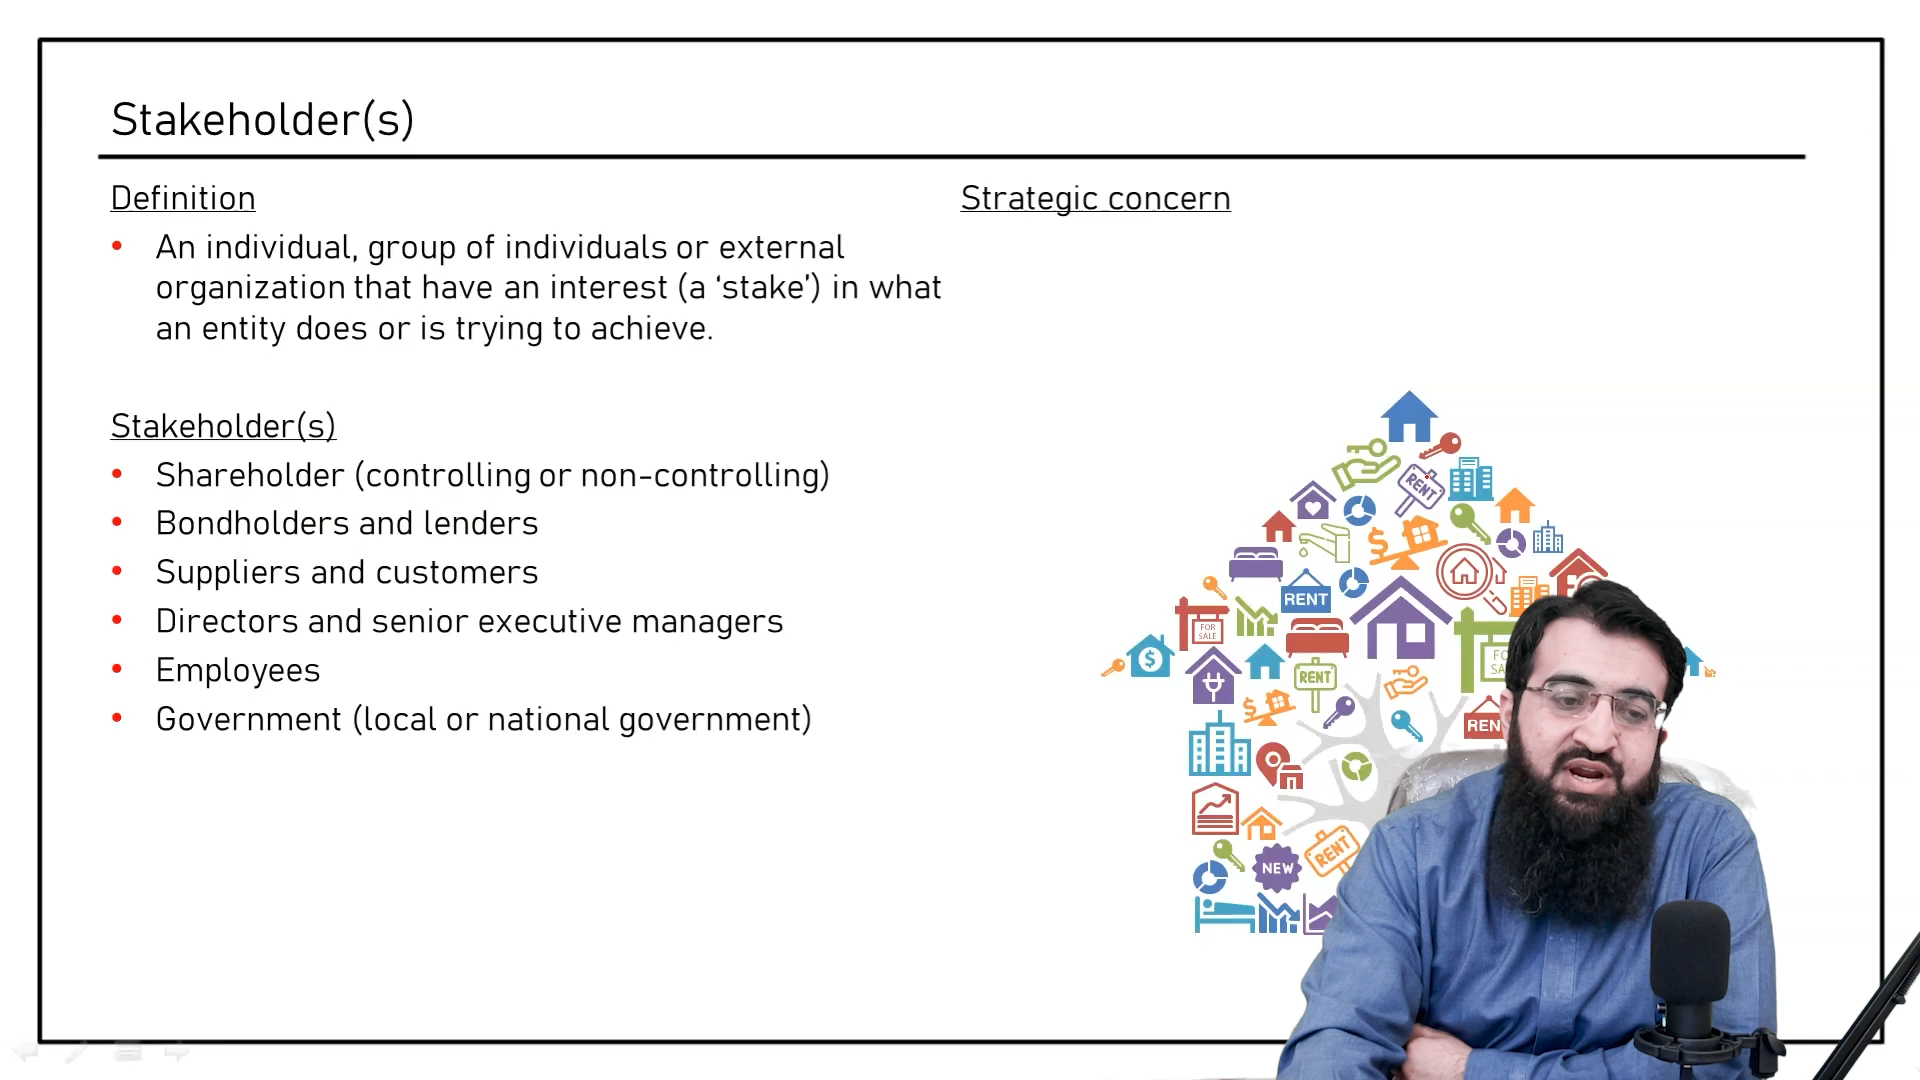 Stakeholder(s)
Definition
• An individual, group of individuals or external
organization that have an interest (a ‘stake’) in what
an entity does or is trying to achieve.
Stakeholder(s)
• Shareholder (controlling or non-controlling)
• Bondholders and lenders
• Suppliers and customers
• Directors and senior executive managers
• Employees
• Government (local or national government)
Strategic concern
RENT
RENT
FOR
SALE
$
$
RENT
$
RENT
NEW